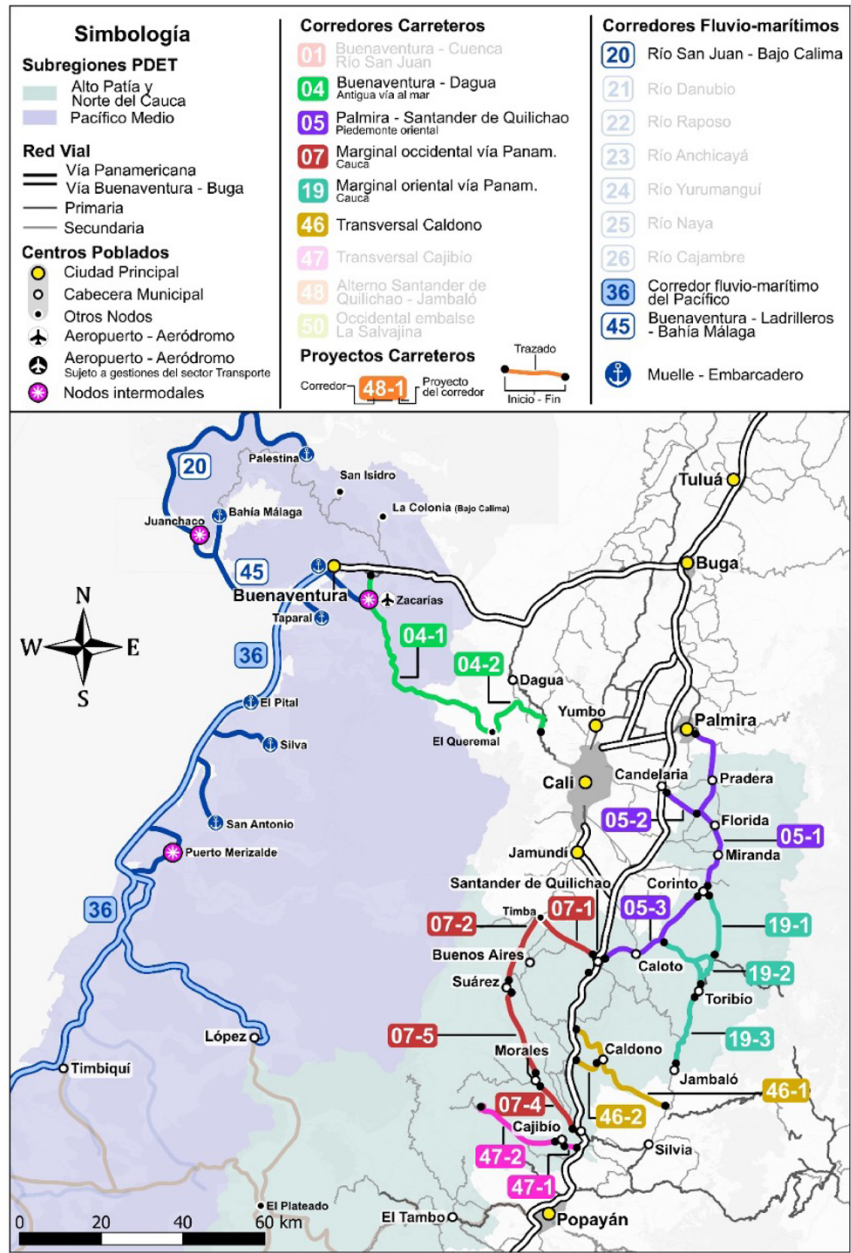 Simbología
Subregiones PDET
Alto Patía y
Norte del Cauca
Pacífico Medio
Red Vial
Vía Panamericana
Vía Buenaventura - Buga
Primaria
Secundaria
Centros Poblados
Ciudad Principal
Cabecera Municipal
Otros Nodos
Aeropuerto - Aeródromo
Aeropuerto - Aeródromo
Sujeto a gestiones del sector Transporte
Nodos intermodales
Corredores Carreteros
01 Buenaventura - Cuenca
Río San Juan
04 Buenaventura - Dagua
Antigua vía al mar
05 Palmira - Santander de Quilichao
Piedemonte oriental
07 Marginal occidental vía Panam.
Cauca
19 Marginal oriental vía Panam.
Cauca
46 Transversal Caldono
47 Transversal Cajibío
48 Alterno Santander de
Quilichao - Jambaló
50 Occidental embalse
La Salvajina
Proyectos Carreteros
Corredor 48-1 Proyecto
del corredor
Trazado
Inicio - Fin
Corredores Fluvio-marítimos
20 Río San Juan - Bajo Calima
21 Río Danubio
22 Río Raposo
23 Río Anchicayá
24 Río Yurumanguí
25 Río Naya
26 Río Cajambre
36 Corredor fluvio-marítimo
del Pacífico
45 Buenaventura - Ladrilleros
- Bahía Málaga
Muelle - Embarcadero
20
Palestina
San Isidro
Tuluá
Bahía Málaga
La Colonia (Bajo Calima)
Juanchaco
45
Buga
Buenaventura
Zacarías
Taparal
N
W
E
S
36
04-1
04-2
Dagua
El Pital
Yumbo
Palmira
Silva
El Queremal
Cali
Candelaria
Pradera
San Antonio
05-2
Florida
05-1
Puerto Merizalde
Jamundí
Miranda
Santander de Quilichao
Corinto
36
07-2
Timba
07-1
05-3
19-1
Buenos Aires
Caloto
19-2
Suárez
Toribío
López
07-5
19-3
Timbiquí
Morales
Caldono
Jambaló
46-1
07-4
46-2
Cajibío
47-2
Silvia
47-1
El Plateado
El Tambo
Popayán
0 20 40 60 km